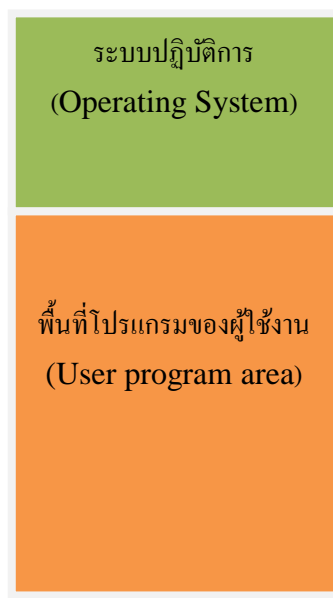 ระบบปฏิบัติการ
(Operating System)
พื้นที่โปรแกรมของผู้ใช้งาน
(User program area)